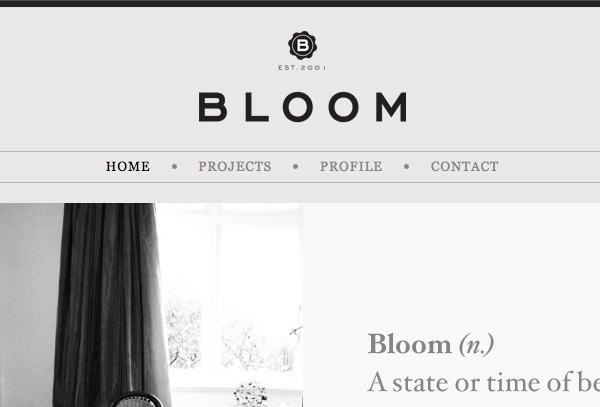 B
EST. 2001
BLOOM
HOME • PROJECTS • PROFILE • CONTACT
Bloom (n.)
A state or time of be